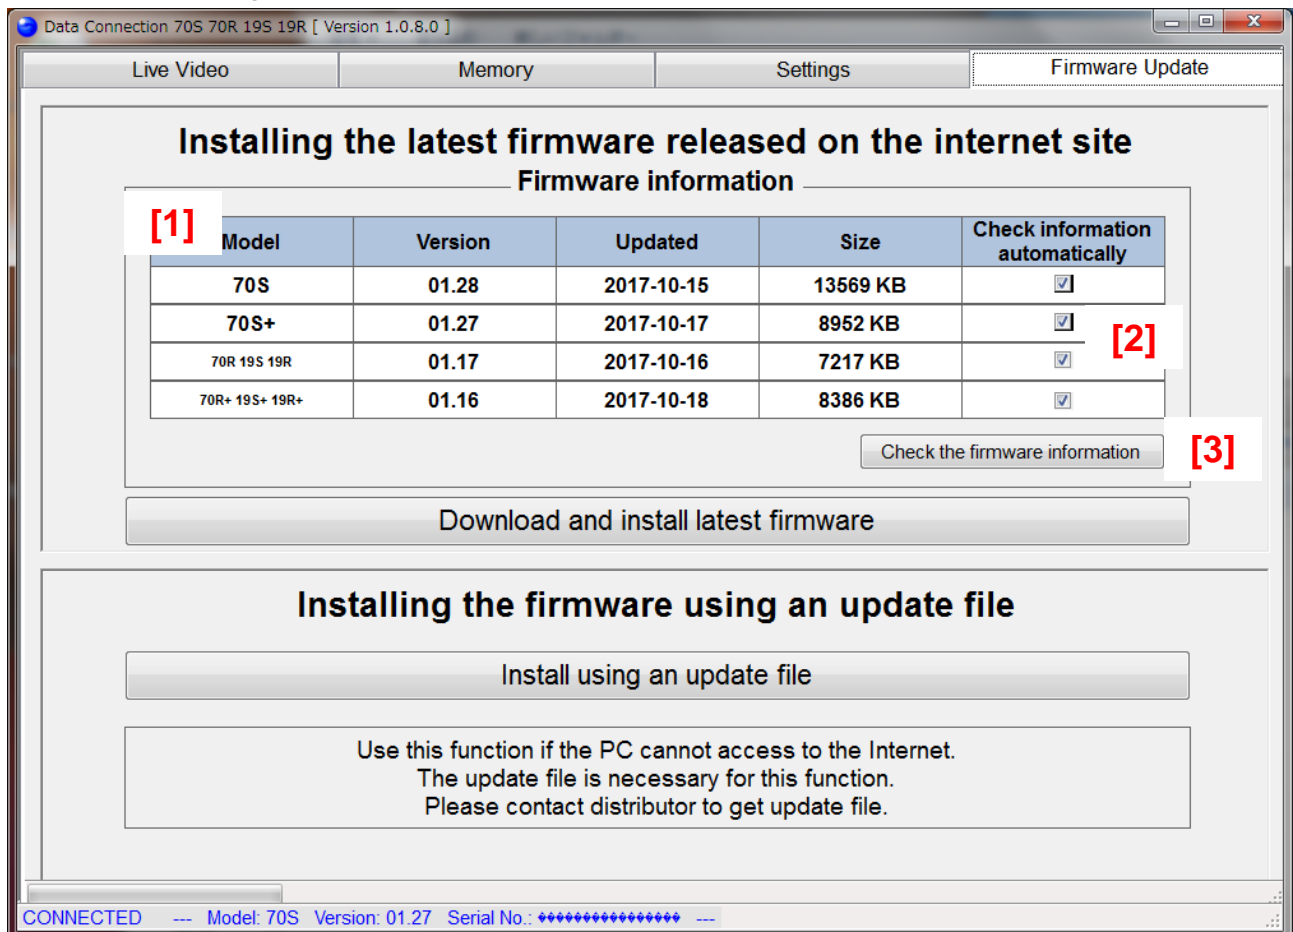 Data Connection 70S 70R 19S 19R [ Version 1.0.8.0 ]
Live Video Memory Settings Firmware Update
Installing the latest firmware released on the internet site
Firmware information
[1]
Model Version Updated Size Check information automatically
70S 01.28 2017-10-15 13569 KB
70S+ 01.27 2017-10-17 8952 KB
[2]
70R 19S 19R 01.17 2017-10-16 7217 KB
70R+ 19S+ 19R+ 01.16 2017-10-18 8386 KB
Check the firmware information [3]
Download and install latest firmware
Installing the firmware using an update file
Install using an update file
Use this function if the PC cannot access to the Internet.
The update file is necessary for this function.
Please contact distributor to get update file.
CONNECTED --- Model: 70S Version: 01.27 Serial No.: ---